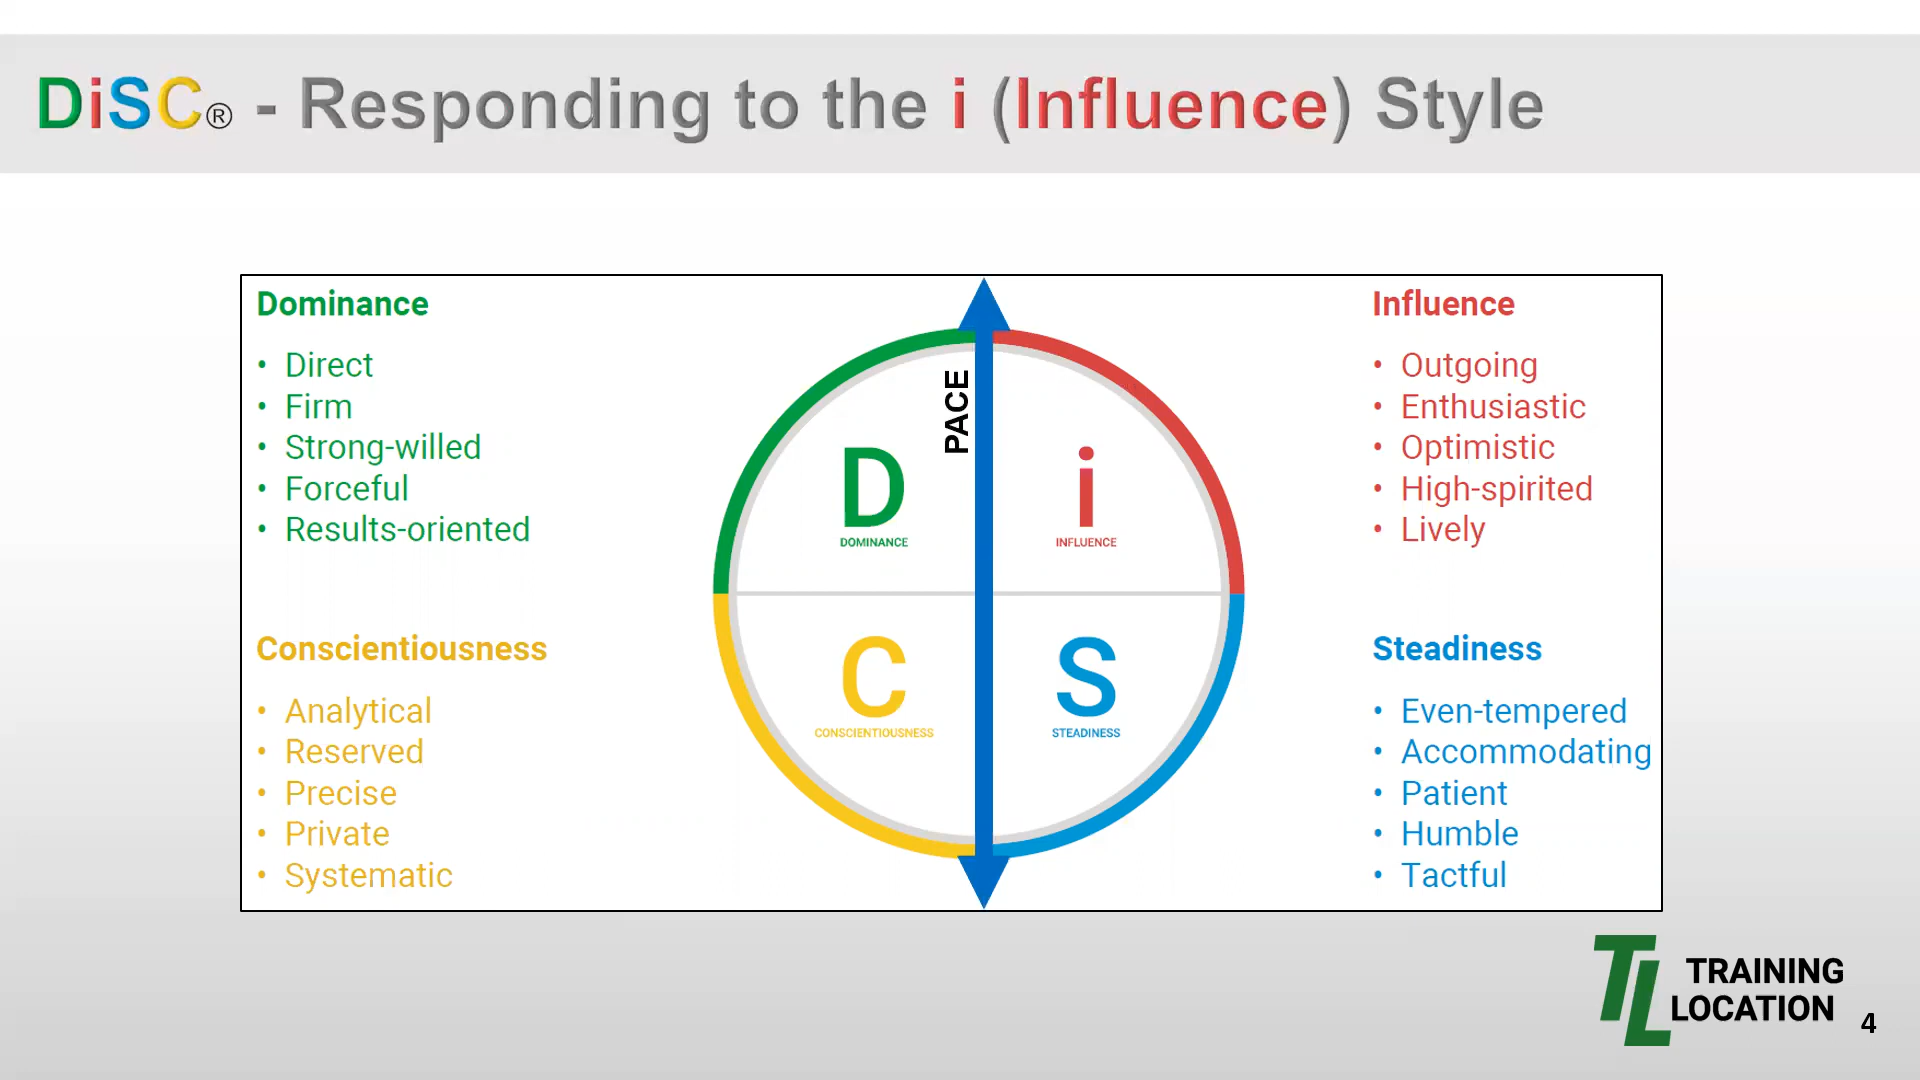 DiSC® - Responding to the i (Influence) Style
Dominance
• Direct
• Firm
• Strong-willed
• Forceful
• Results-oriented
Conscientiousness
• Analytical
• Reserved
• Precise
• Private
• Systematic
PACE
D
DOMINANCE
i
INFLUENCE
C
CONSCIENTIOUSNESS
S
STEADINESS
Influence
• Outgoing
• Enthusiastic
• Optimistic
• High-spirited
• Lively
Steadiness
• Even-tempered
• Accommodating
• Patient
• Humble
• Tactful
TL
TRAINING
LOCATION
4